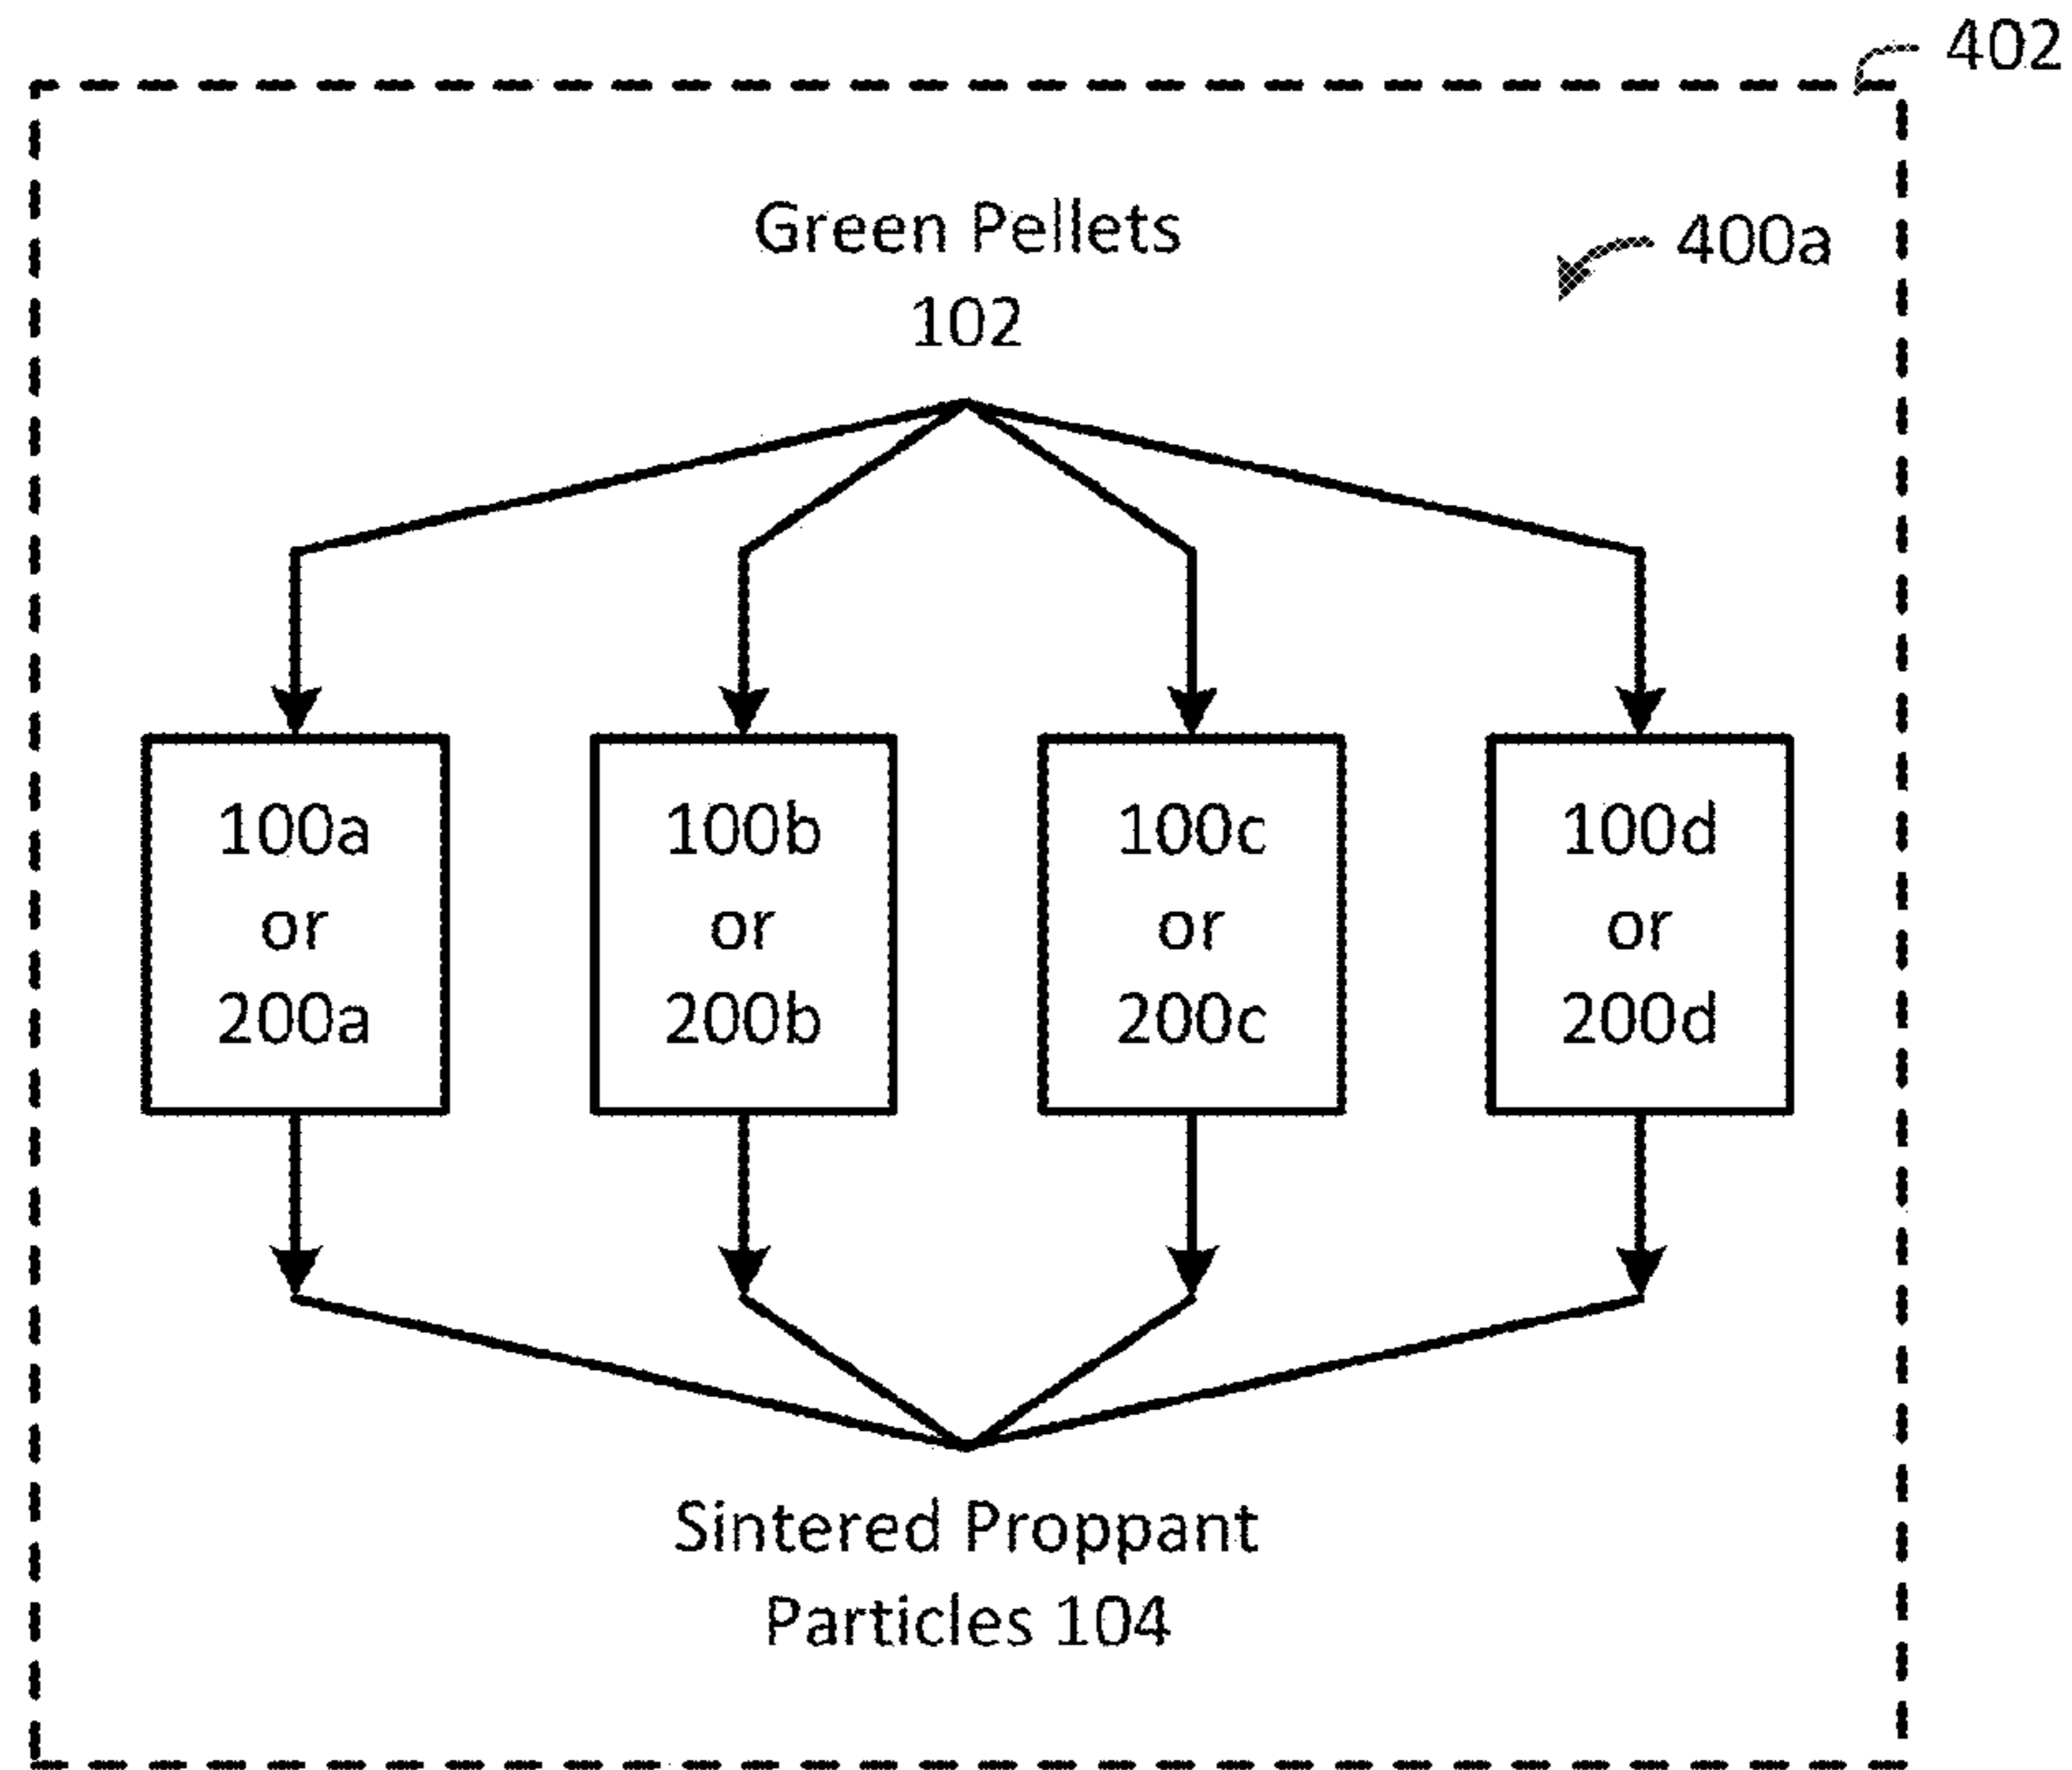 402
Green Pellets
400a
102
100a
or
200a
100b
or
200b
100c
or
200c
100d
or
200d
Sintered Proppant
Particles 104